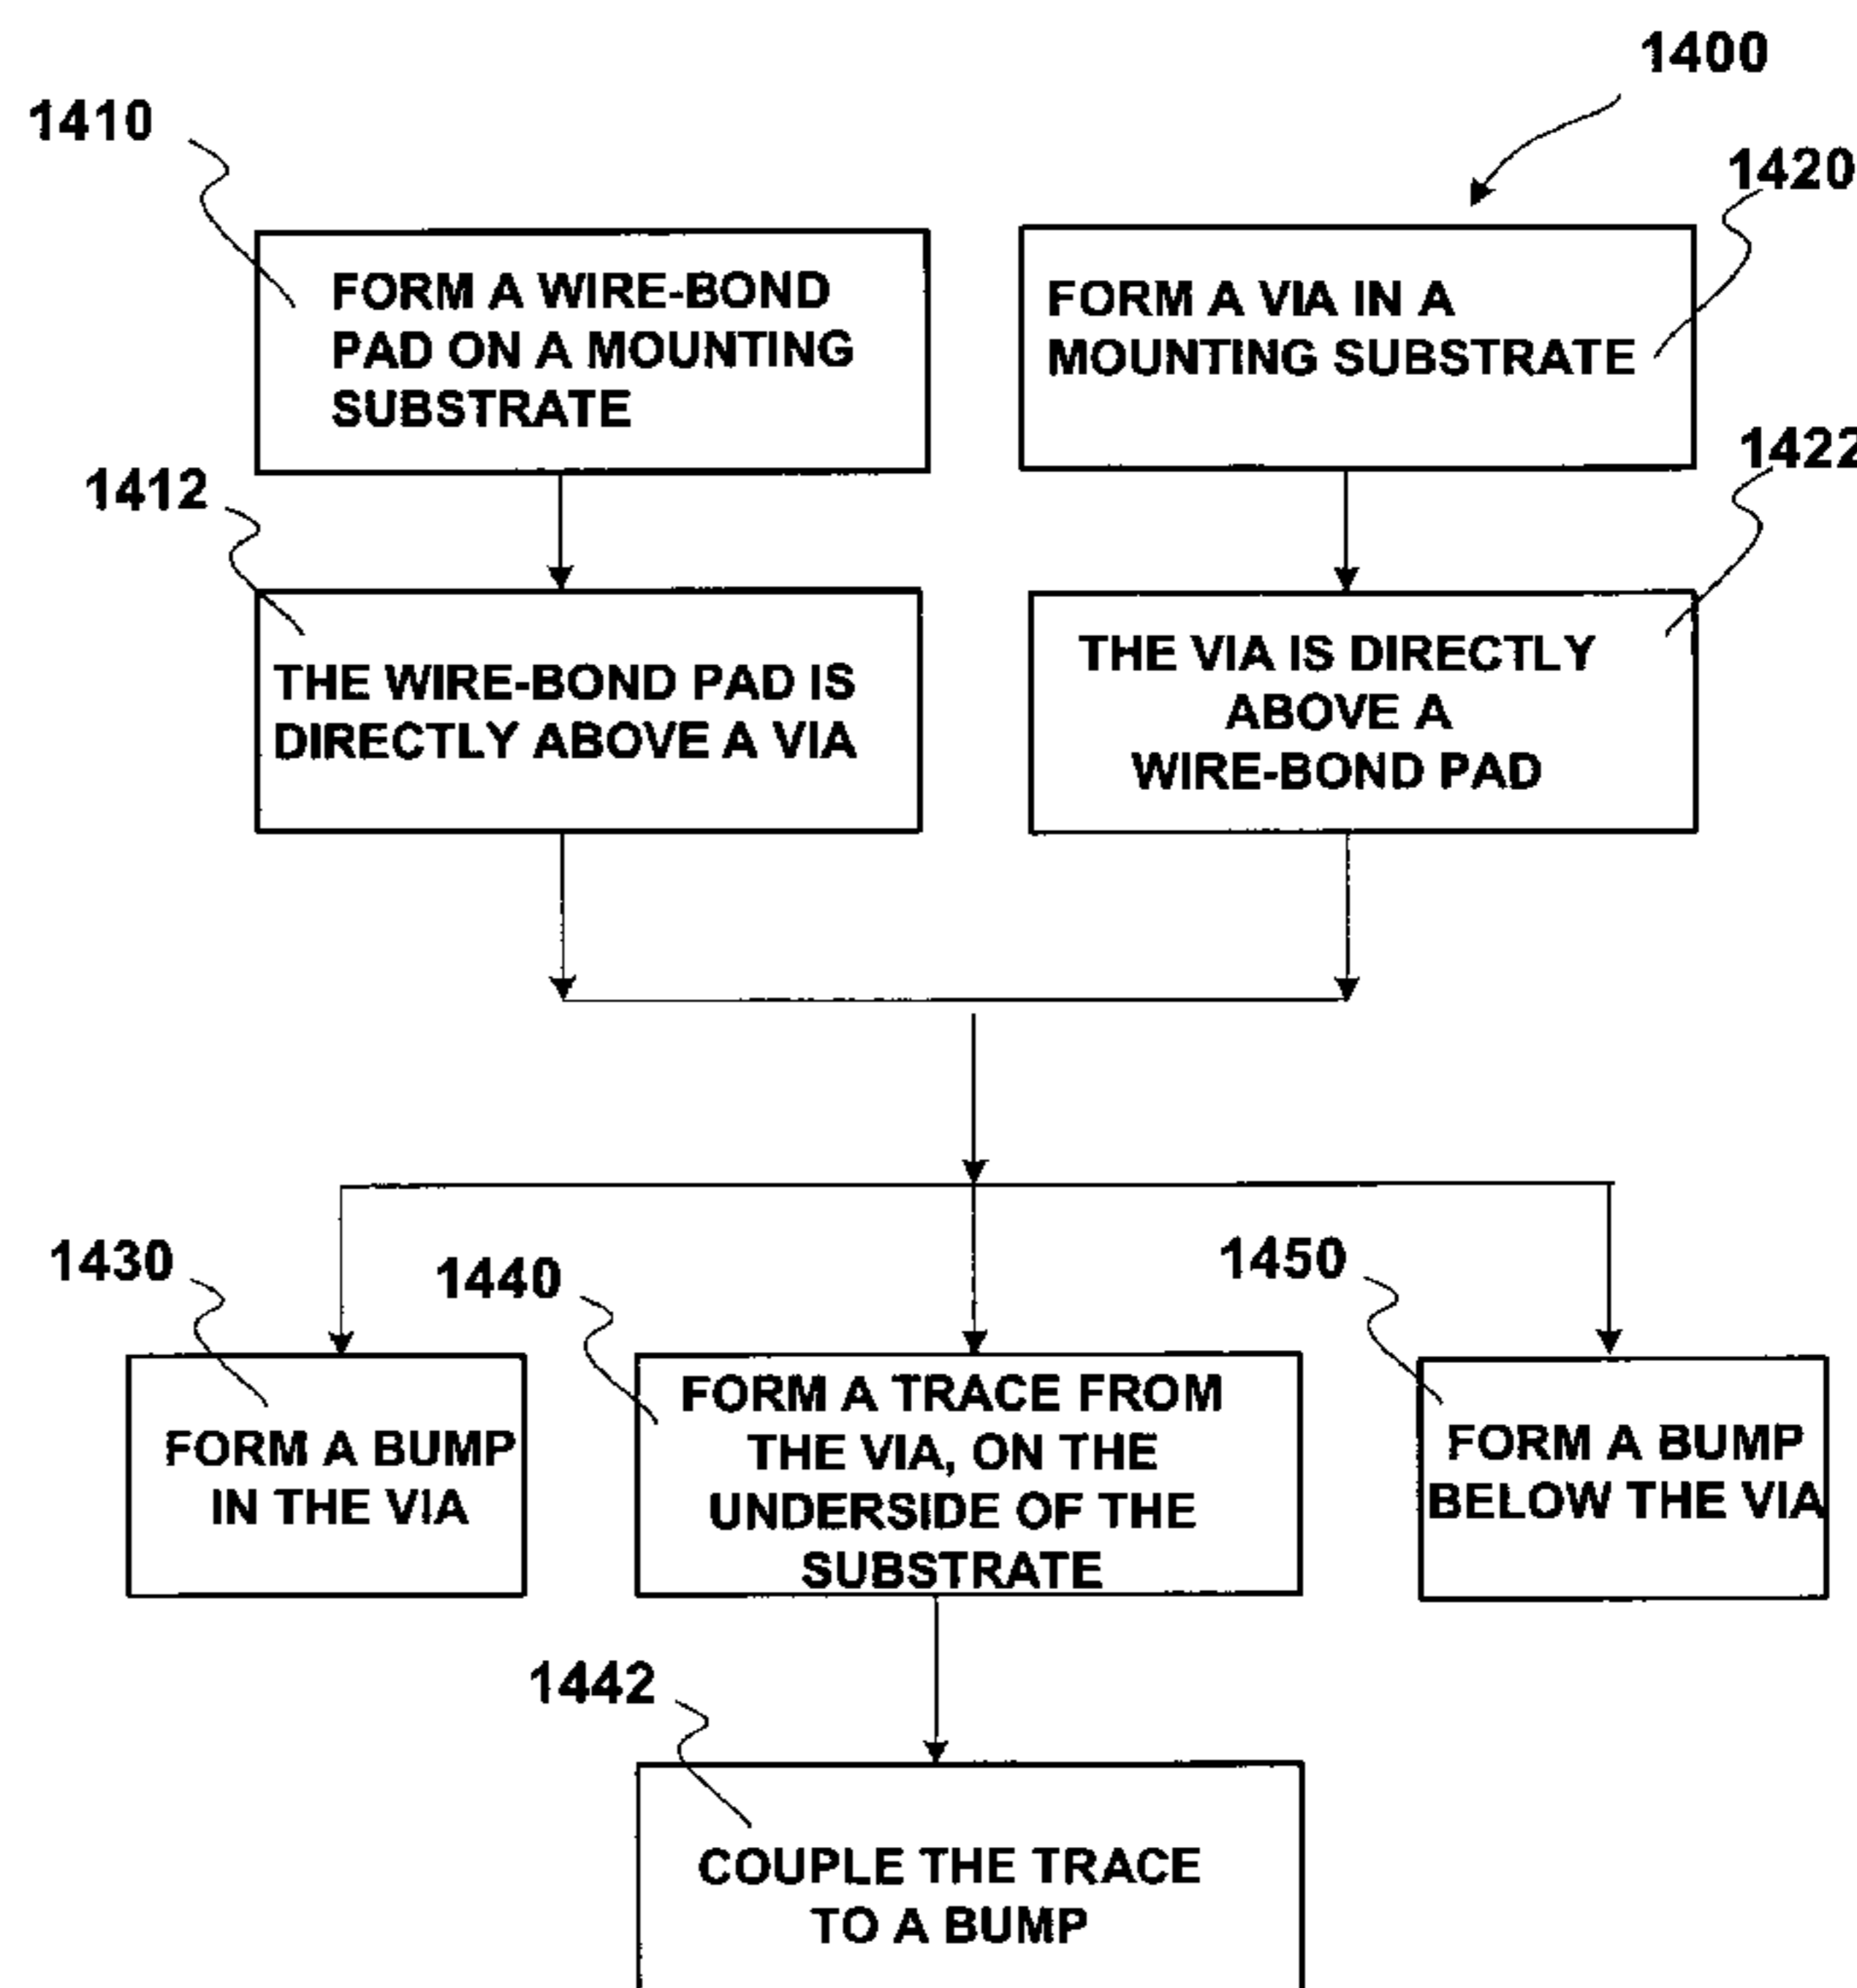 1400
1410
1420
FORM A WIRE-BOND
PAD ON A MOUNTING
SUBSTRATE
FORM A VIA IN A
MOUNTING SUBSTRATE
1412
1422
THE WIRE-BOND PAD IS
DIRECTLY ABOVE A VIA
THE VIA IS DIRECTLY
ABOVE A
WIRE-BOND PAD
1430
1440
1450
FORM A BUMP
IN THE VIA
FORM A TRACE FROM
THE VIA, ON THE
UNDERSIDE OF THE
SUBSTRATE
FORM A BUMP
BELOW THE VIA
1442
COUPLE THE TRACE
TO A BUMP